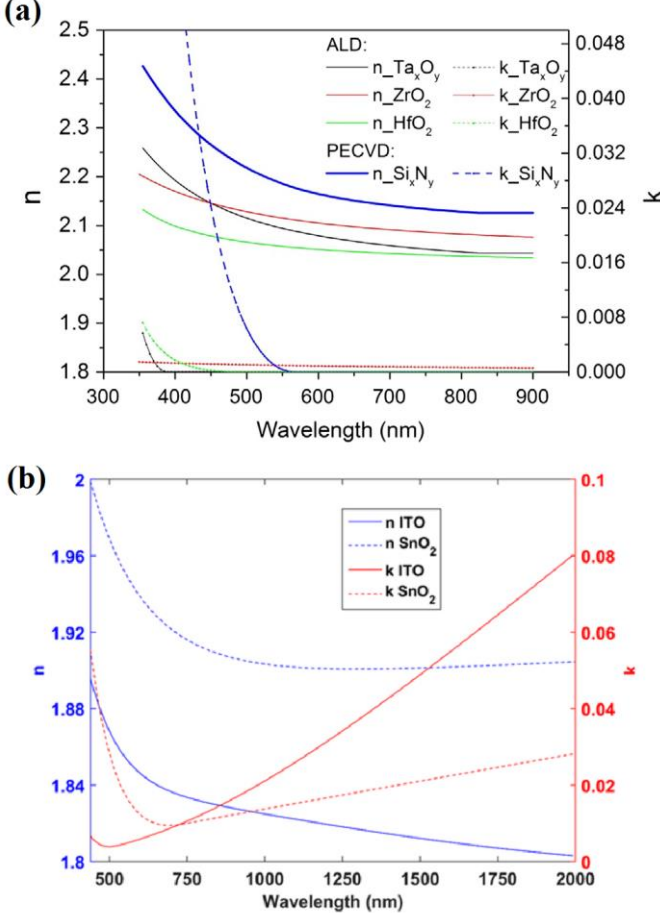 (a)
2.5
2.4
2.3
2.2
2.1
2.0
1.9
1.8
n
ALD:
n_TaxOy k_TaxOy
n_ZrO2 k_ZrO2
n_HfO2 k_HfO2
PECVD:
n_SixNy k_SixNy
0.048
0.040
0.032
0.024
0.016
0.008
0.000
k
300 400 500 600 700 800 900
Wavelength (nm)
(b)
2
1.96
1.92
1.88
1.84
1.8
n
n ITO
n SnO2
k ITO
k SnO2
0.1
0.08
0.06
0.04
0.02
0
k
500 750 1000 1250 1500 1750 2000
Wavelength (nm)